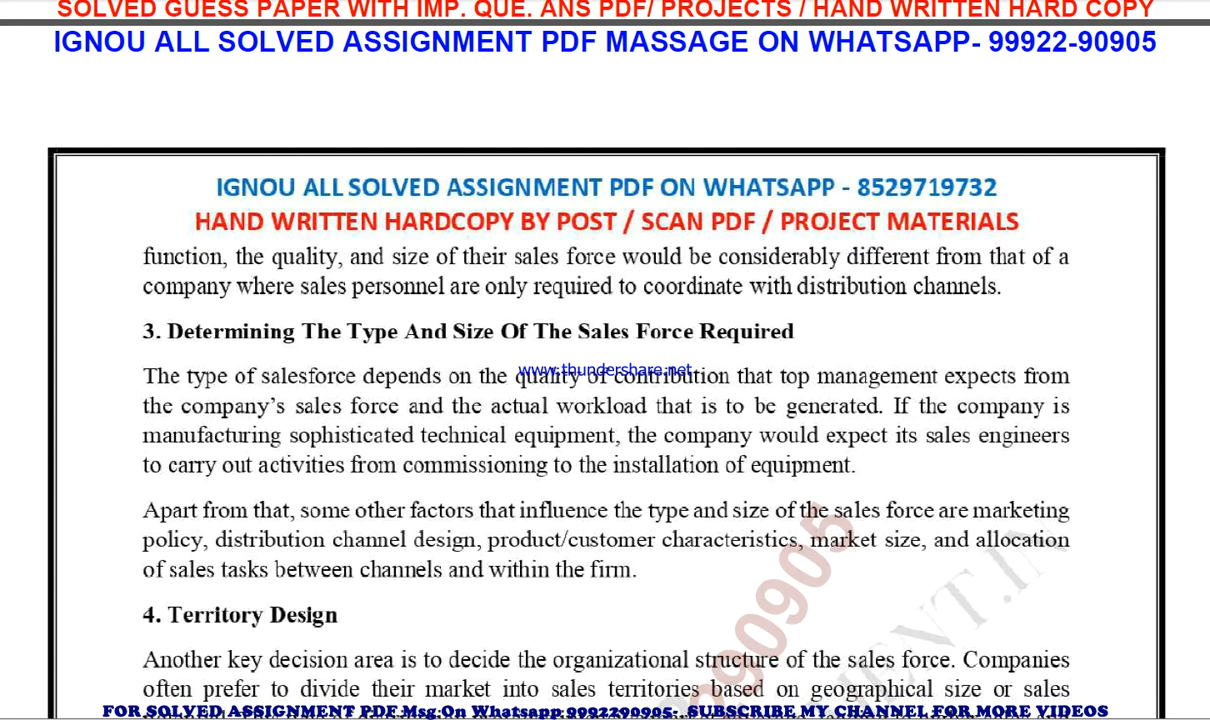 SOLVED GUESS PAPER WITH IMP. QUE. ANS PDF/ PROJECTS / HAND WRITTEN HARD COPY
IGNOU ALL SOLVED ASSIGNMENT PDF MASSAGE ON WHATSAPP- 99922-90905
IGNOU ALL SOLVED ASSIGNMENT PDF ON WHATSAPP - 8529719732
HAND WRITTEN HARDCOPY BY POST / SCAN PDF / PROJECT MATERIALS
function, the quality, and size of their sales force would be considerably different from that of a
company where sales personnel are only required to coordinate with distribution channels.
3. Determining The Type And Size Of The Sales Force Required
www.thundershare.net
The type of salesforce depends on the quality of contribution that top management expects from
the company's sales force and the actual workload that is to be generated. If the company is
manufacturing sophisticated technical equipment, the company would expect its sales engineers
to carry out activities from commissioning to the installation of equipment.
Apart from that, some other factors that influence the type and size of the sales force are marketing
policy, distribution channel design, product/customer characteristics, market size, and allocation
of sales tasks between channels and within the firm.
4. Territory Design
Another key decision area is to decide the organizational structure of the sales force. Companies
often prefer to divide their market into sales territories based on geographical size or sales
FOR SOLVED ASSIGNMENT PDF Msg On Whatsapp 9992290905-. SUBSCRIBE MY CHANNEL FOR MORE VIDEOS